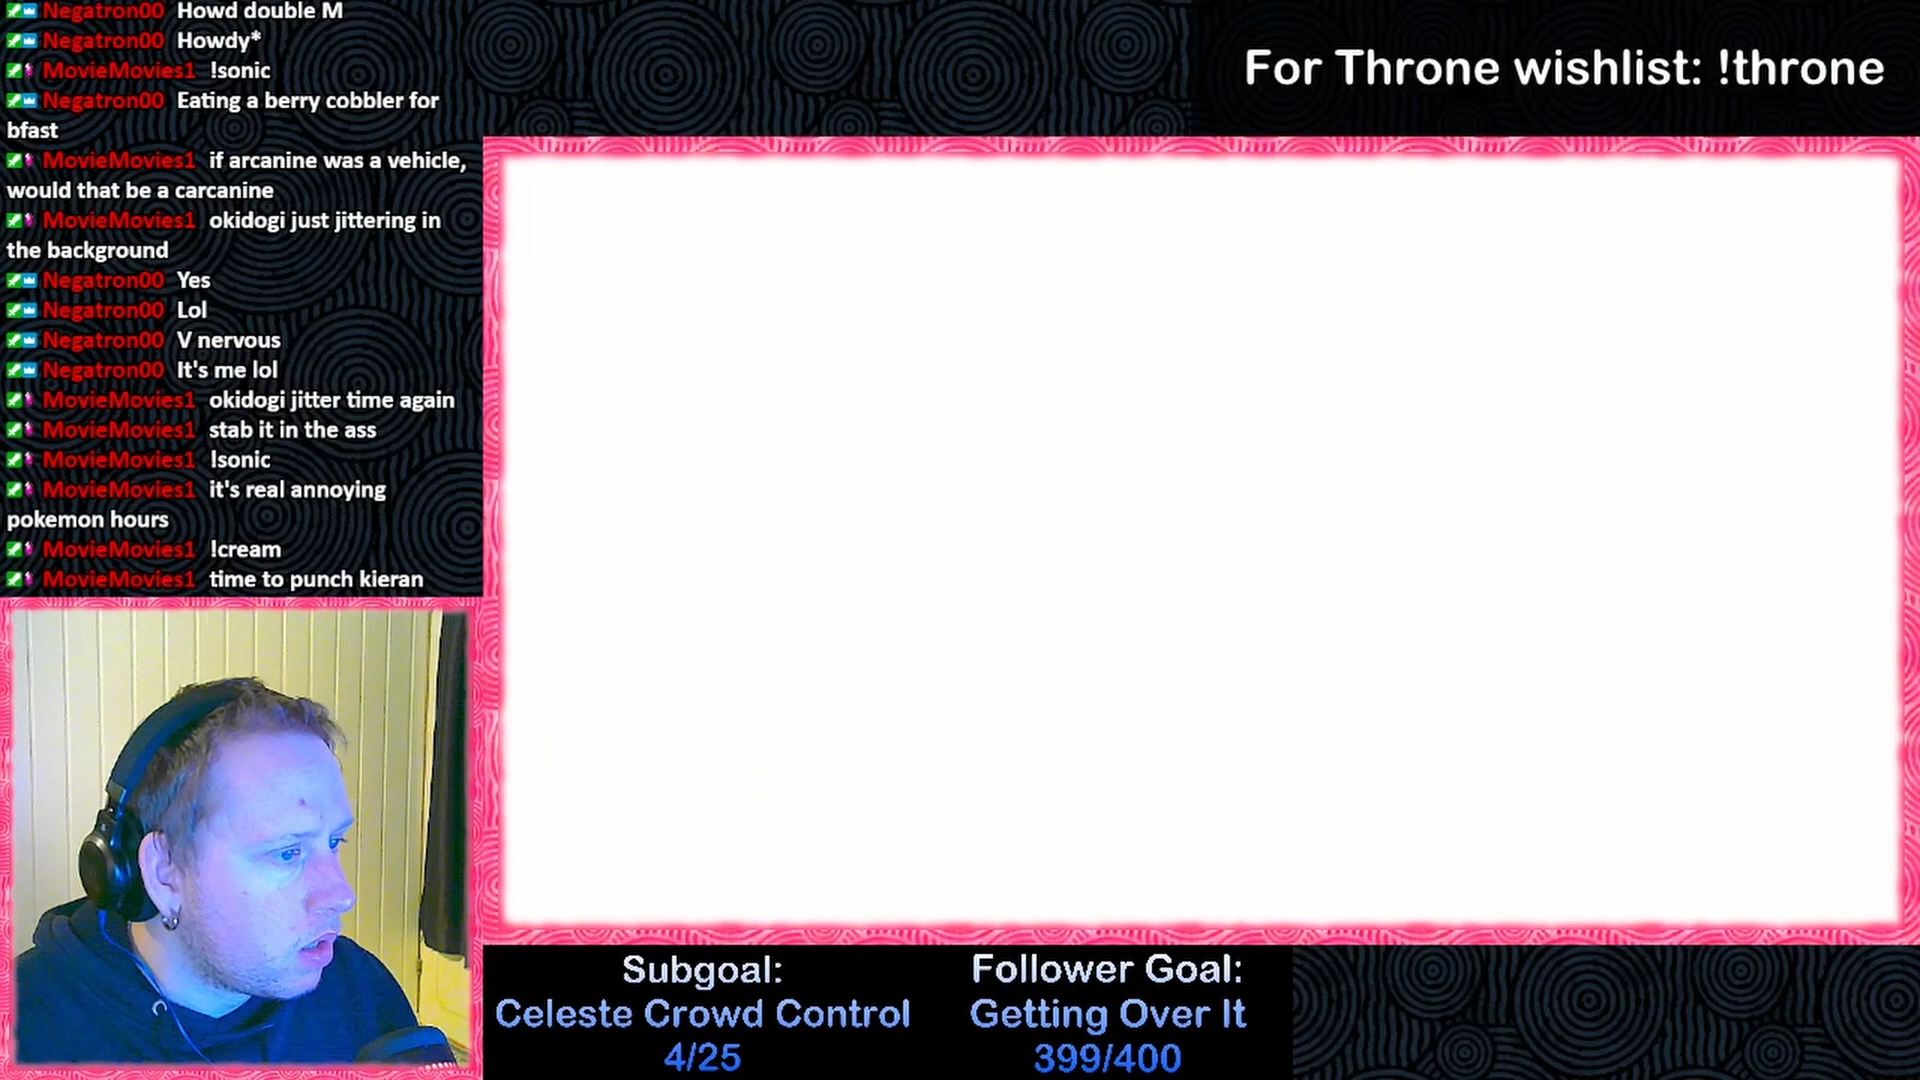 Negatron00 Howd double M
Negatron00 Howdy*
MovieMovies1 !sonic
Negatron00 Eating a berry cobbler for
bfast
MovieMovies1 if arcanine was a vehicle,
would that be a carcanine
MovieMovies1 okidogi just jittering in
the background
Negatron00 Yes
Negatron00 Lol
Negatron00 V nervous
Negatron00 It's me lol
MovieMovies1 okidogi jitter time again
MovieMovies1 stab it in the ass
MovieMovies1 !sonic
MovieMovies1 it's real annoying
pokemon hours
MovieMovies1 !cream
MovieMovies1 time to punch kieran
For Throne wishlist: !throne
Subgoal:
Celeste Crowd Control
4/25
Follower Goal:
Getting Over It
399/400